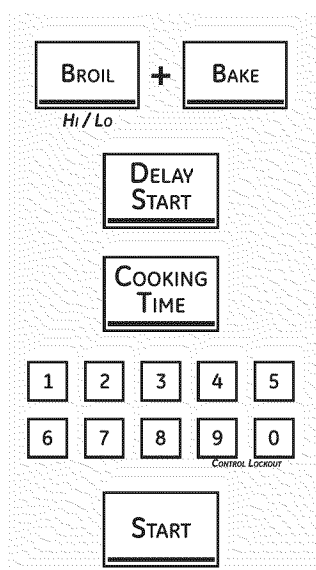 BROIL + BAKE
HI / LO
DELAY
START
COOKING
TIME
1 2 3 4 5
6 7 8 9 0
CONTROL LOCKOUT
START